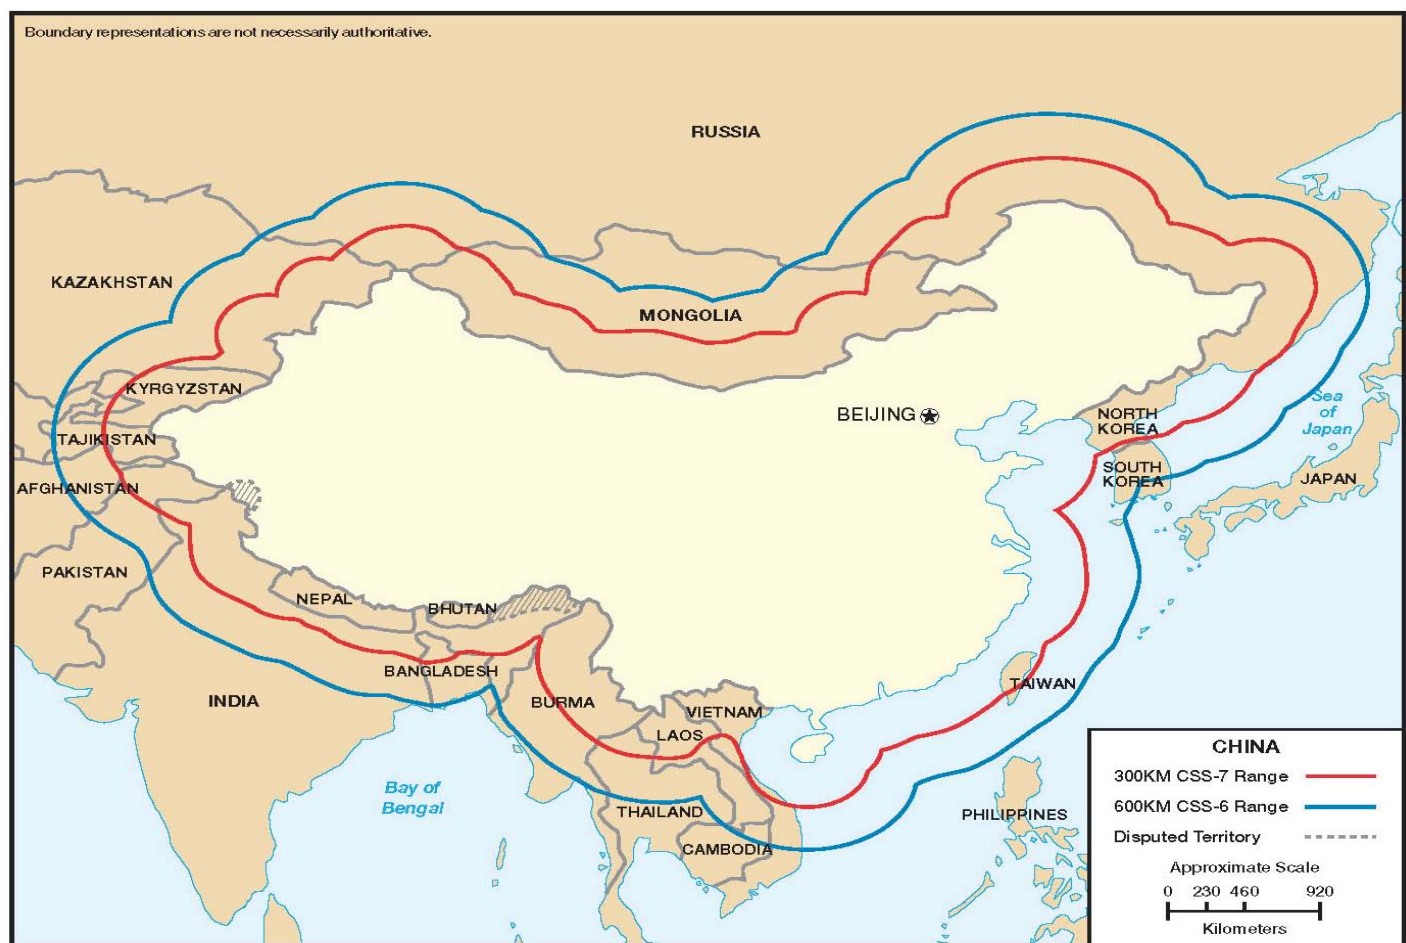 Boundary representations are not necessarily authoritative.
RUSSIA
KAZAKHSTAN
MONGOLIA
KYRGYZSTAN
BEIJING
NORTH
KOREA
Sea
of
Japan
TAJIKISTAN
SOUTH
KOREA
JAPAN
AFGHANISTAN
PAKISTAN
NEPAL
BHUTAN
BANGLADESH
TAIWAN
INDIA
BURMA
VIETNAM
LAOS
Bay of
Bengal
THAILAND
PHILIPPINES
CAMBODIA
CHINA
300KM CSS-7 Range
600KM CSS-6 Range
Disputed Territory
Approximate Scale
0 230 460 920
Kilometers